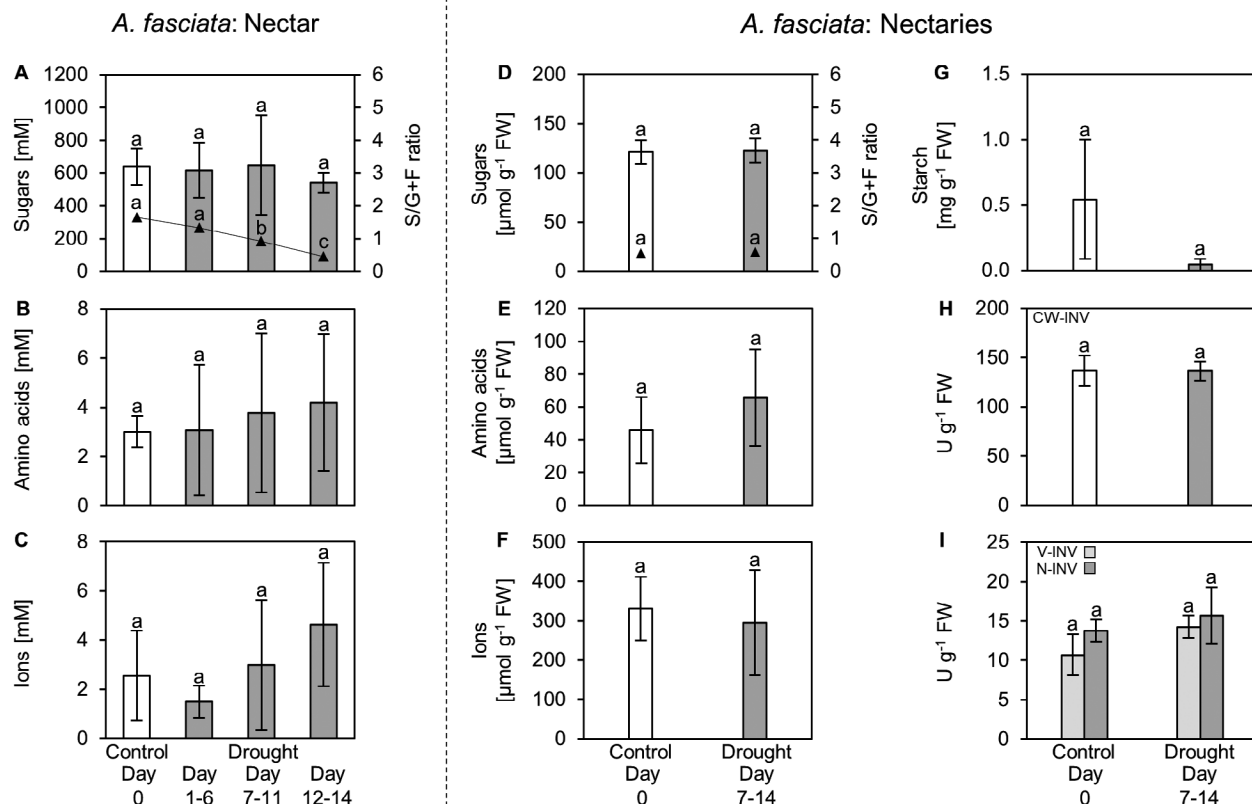 A. fasciata: Nectar
A. fasciata: Nectaries
A
1200
1000
800
600
400
200
0
Sugars [mM]
6
5
4
3
2
1
0
S/G+F ratio
a
a
a
a
a
a
b
c
B
8
6
4
2
0
Amino acids [mM]
a
a
a
a
C
8
6
4
2
0
Ions [mM]
a
a
a
a
Control
Drought
Day
Day
Day
Day
0
1-6
7-11
12-14
D
200
150
100
50
0
Sugars
[µmol g-1 FW]
6
5
4
3
2
1
0
S/G+F ratio
a
a
a
a
E
120
100
80
60
40
20
0
Amino acids
[µmol g-1 FW]
a
a
F
500
400
300
200
100
0
Ions
[µmol g-1 FW]
a
a
Control
Drought
Day
Day
0
7-14
G
1.5
1.0
0.5
0.0
Starch
[mg g-1 FW]
a
a
H
200
150
100
50
0
U g-1 FW
CW-INV
a
a
I
25
20
15
10
5
0
U g-1 FW
V-INV
N-INV
a
a
a
a
Control
Drought
Day
Day
0
7-14